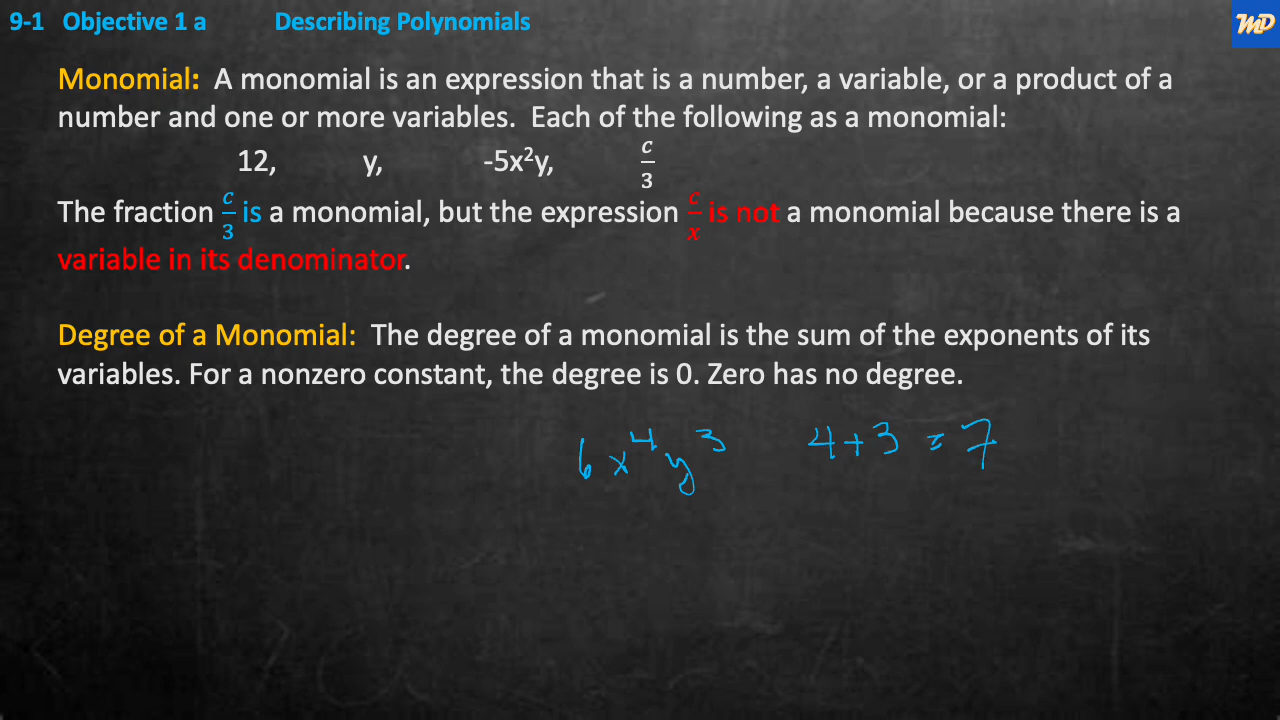 9-1 Objective 1 a Describing Polynomials
MD
Monomial: A monomial is an expression that is a number, a variable, or a product of a
number and one or more variables. Each of the following as a monomial:
12, y, -5x²y, c/3
The fraction c/3 is a monomial, but the expression c/x is not a monomial because there is a
variable in its denominator.
Degree of a Monomial: The degree of a monomial is the sum of the exponents of its
variables. For a nonzero constant, the degree is 0. Zero has no degree.
6x⁴y³ 4+3 = 7